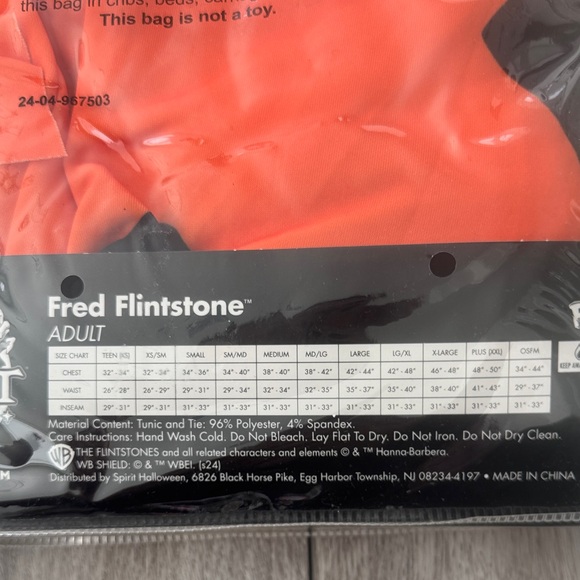 this bag in cribs, beds,
This bag is not a toy.
24-04-967503
Fred Flintstone™
ADULT
SIZE CHART TEEN (XS) XS/SM SMALL SM/MD MEDIUM MD/LG LARGE LG/XL X-LARGE PLUS (XXL) OSFM
CHEST 32" - 34" 32" - 34" 34" - 36" 34" - 40" 38" - 40" 38" - 42" 42" - 44" 42" - 48" 46" - 48" 48" - 50" 34" - 44"
WAIST 26" - 28" 26" - 29" 29" - 31" 29" - 34" 32" - 34" 32" - 35" 35" - 37" 35" - 40" 38" - 40" 41" - 43" 29" - 37"
INSEAM 29" - 31" 29" - 31" 31" - 33" 31" - 33" 31" - 33" 31" - 33" 31" - 33" 31" - 33" 31" - 33" 31" - 33" 31" - 33"
Material Content: Tunic and Tie: 96% Polyester, 4% Spandex.
Care Instructions: Hand Wash Cold. Do Not Bleach. Lay Flat To Dry. Do Not Iron. Do Not Dry Clean.
THE FLINTSTONES and all related characters and elements © & ™ Hanna-Barbera.
WB SHIELD: © & ™ WBEI. (s24)
Distributed by Spirit Halloween, 6826 Black Horse Pike, Egg Harbor Township, NJ 08234-4197 • MADE IN CHINA